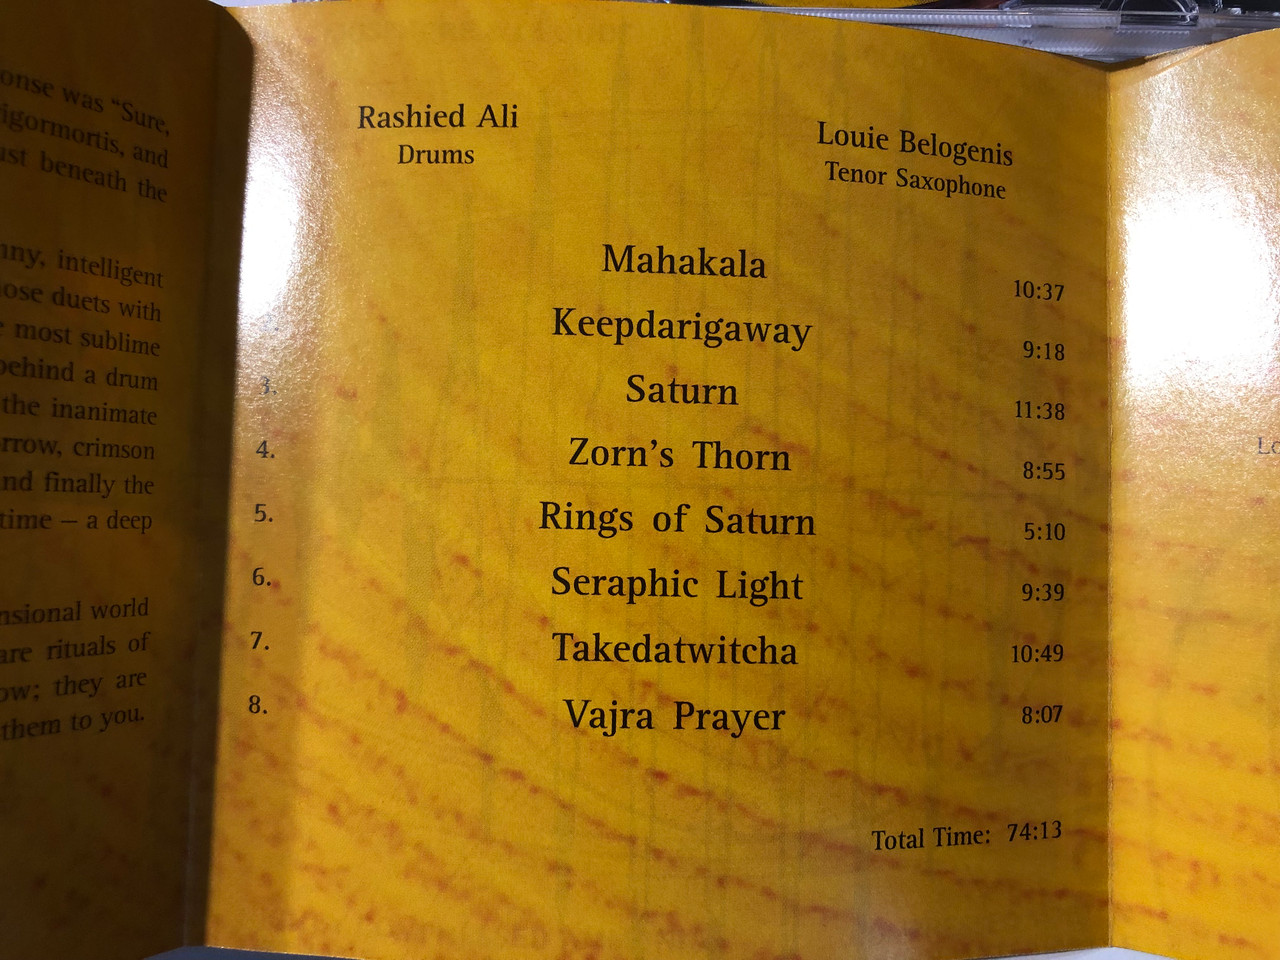 onse was “Sure,
igormortis, and
ust beneath the
nny, intelligent
ose duets with
most sublime
behind a drum
the inanimate
rrow, crimson
nd finally the
time – a deep
nsional world
are rituals of
ow; they are
them to you.
Rashied Ali
Drums
Louie Belogenis
Tenor Saxophone
Mahakala 10:37
Keepdarigaway 9:18
3. Saturn 11:38
4. Zorn’s Thorn 8:55
5. Rings of Saturn 5:10
6. Seraphic Light 9:39
7. Takedatwitcha 10:49
8. Vajra Prayer 8:07
Total Time: 74:13